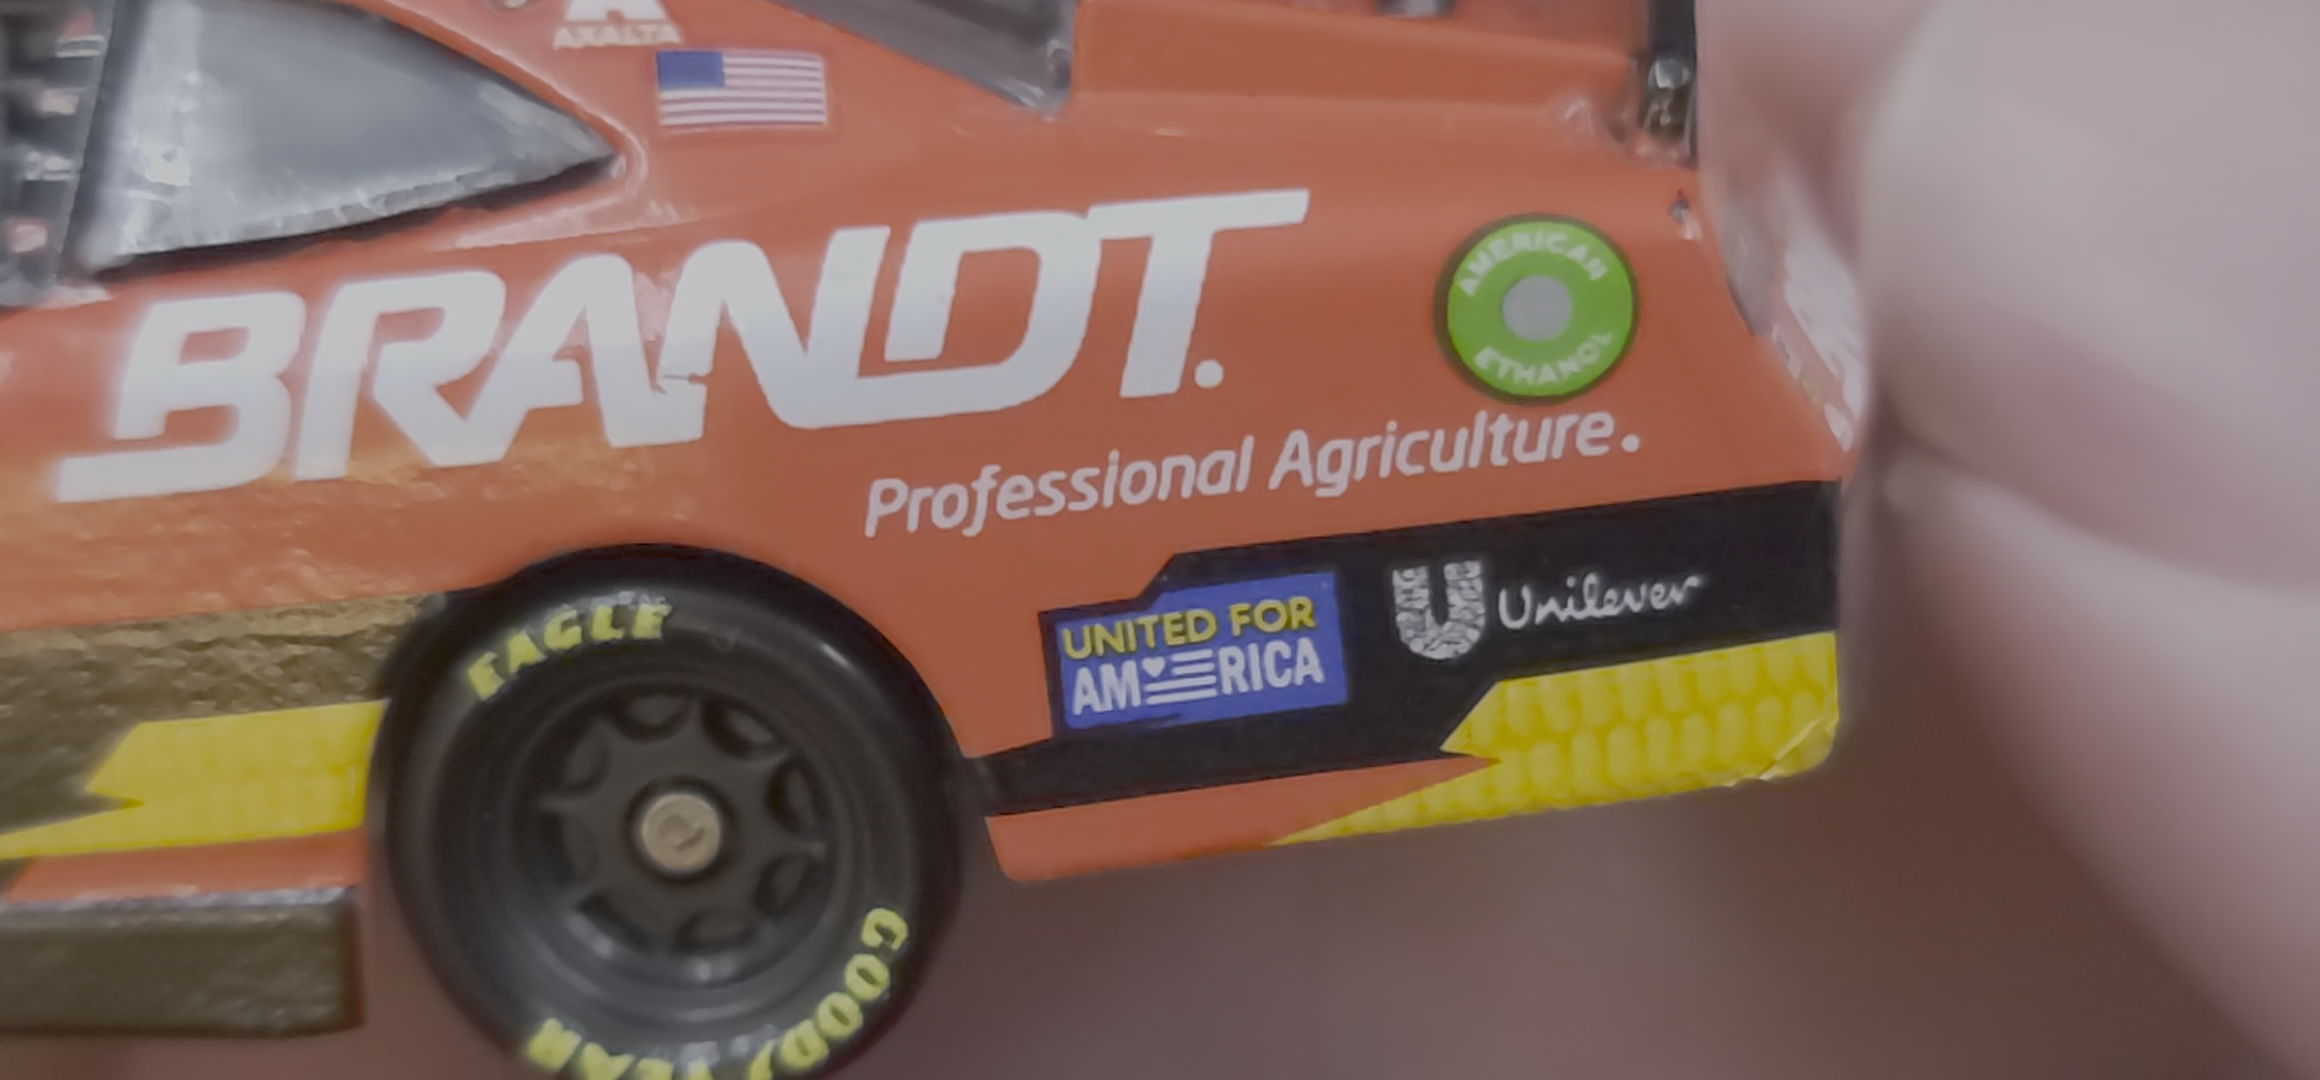 AXALTA
BRANDT.
AMERICAN
ETHANOL
Professional Agriculture.
UNITED FOR
AMERICA
U Unilever
EAGLE
GOODYEAR